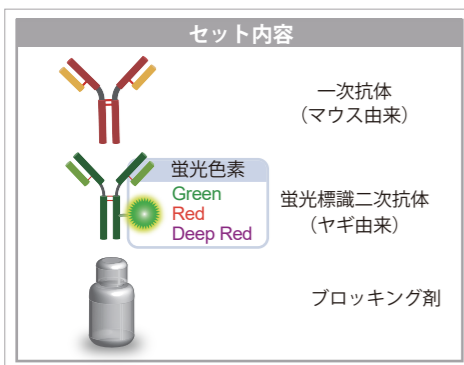 セット内容
一次抗体
（マウス由来）
蛍光色素
Green
Red
Deep Red
蛍光標識二次抗体
（ヤギ由来）
ブロッキング剤